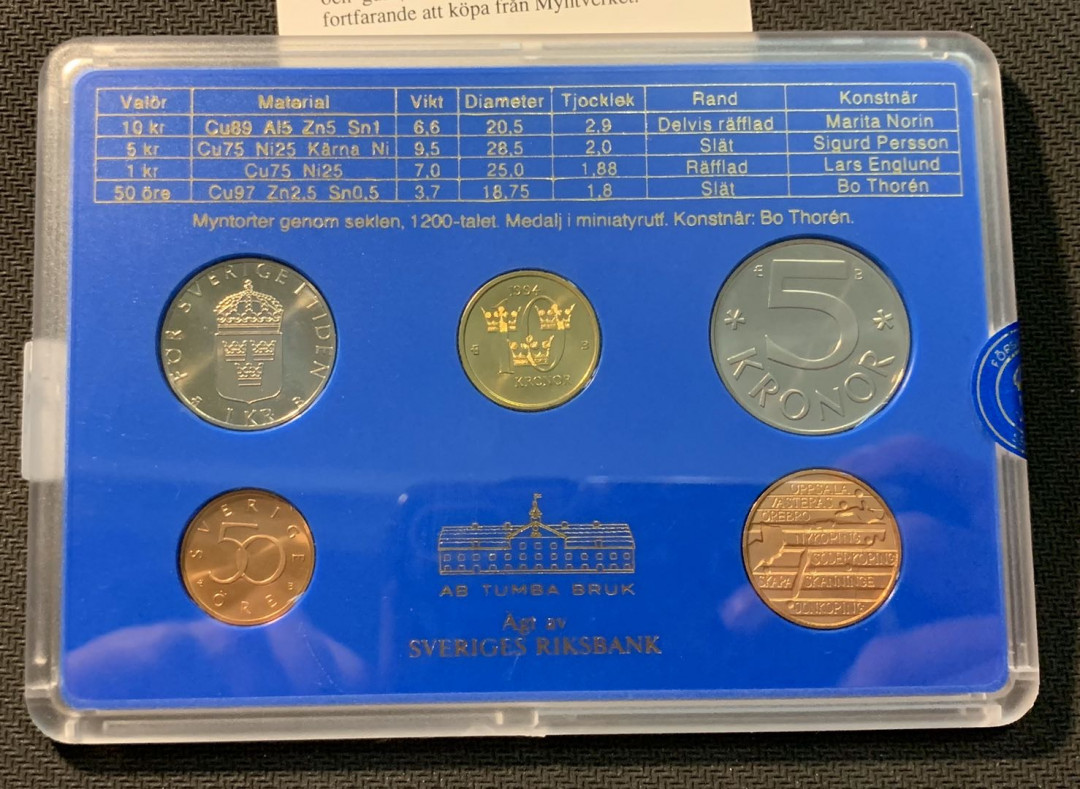 fortfarande att köpa från Myntverket.
Valör Material Vikt Diameter Tjocklek Rand Konstnär
10 kr Cu89 Al5 Zn5 Sn1 6,6 20,5 2,9 Delvis räfflad Marita Norin
5 kr Cu75 Ni25 Kärna Ni 9,5 28,5 2,0 Slät Sigurd Persson
1 kr Cu75 Ni25 7,0 25,0 1,88 Räfflad Lars Englund
50 öre Cu97 Zn2,5 Sn0,5 3,7 18,75 1,8 Slät Bo Thorén
Myntorter genom seklen, 1200-talet. Medalj i miniatyrutf. Konstnär: Bo Thorén.
FÖR SVERIGE I TIDEN
1 KR
1994
10
KRONOR
5
KRONOR
SVERIGE
50
ÖRE
AB TUMBA BRUK
Ägt av
SVERIGES RIKSBANK
UPPSALA
VÄSTERÅS
ÖREBRO
NYKÖPING
SÖDERKÖPING
SKARA SKÄNNINGE
JÖNKÖPING